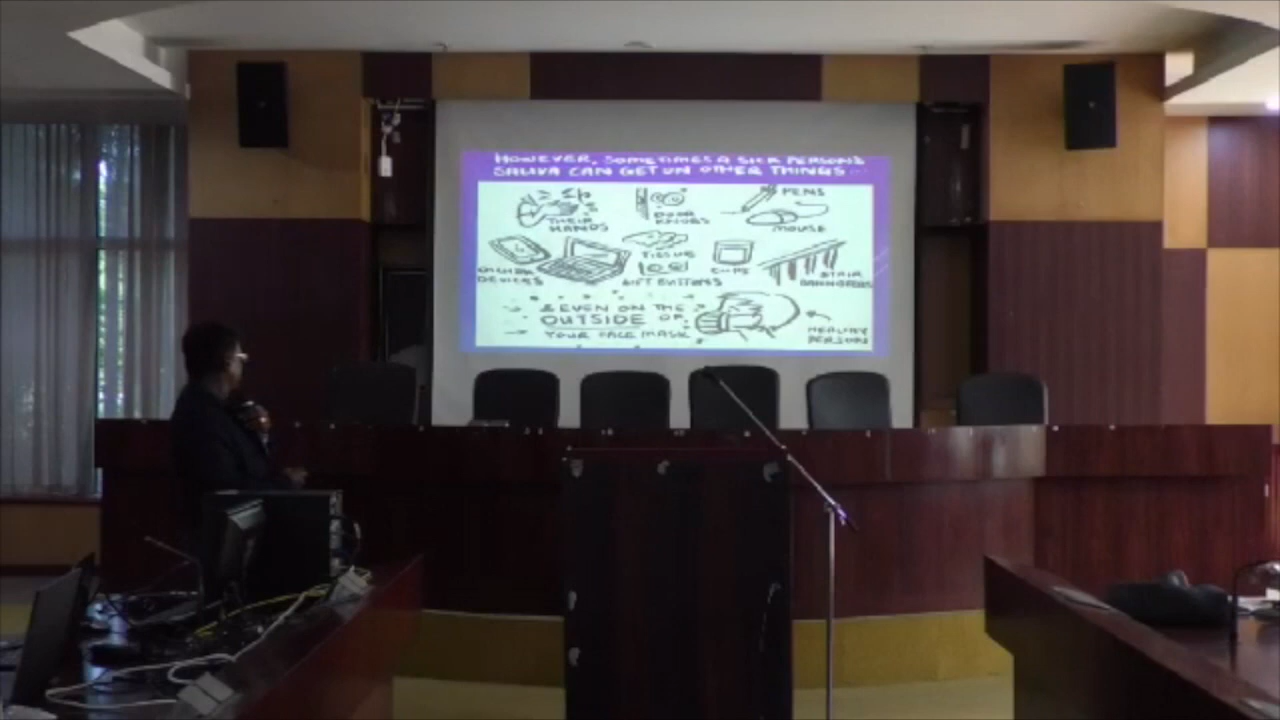 HOWEVER, SOMETIMES A SICK PERSON'S
SALIVA CAN GET ON OTHER THINGS...
THEIR HANDS
DOOR KNOBS
PENS
MOUSE
DEVICES
TISSUE
LIFT BUTTONS
CUPS
STAIR BANNISTERS
& EVEN ON THE
OUTSIDE OF
YOUR FACE MASK
HEALTHY PERSON